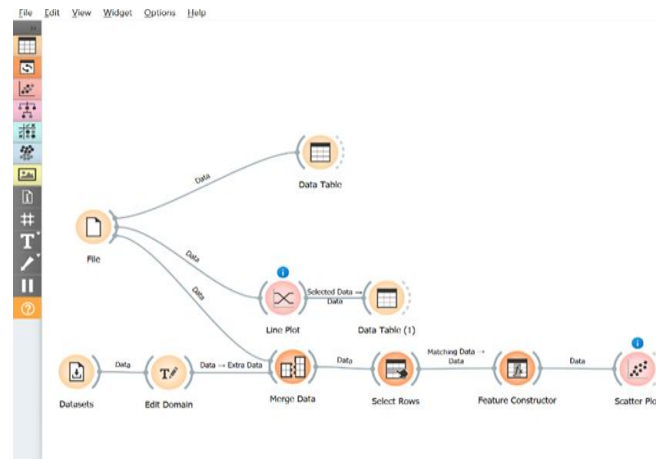 File Edit View Widget Options Help
Data
Data Table
Data
File
Data
Selected Data →
Data
Line Plot
Data Table (1)
Data
Data → Extra Data
Data
Matching Data →
Data
Data
Datasets
Edit Domain
Merge Data
Select Rows
Feature Constructor
Scatter Plo